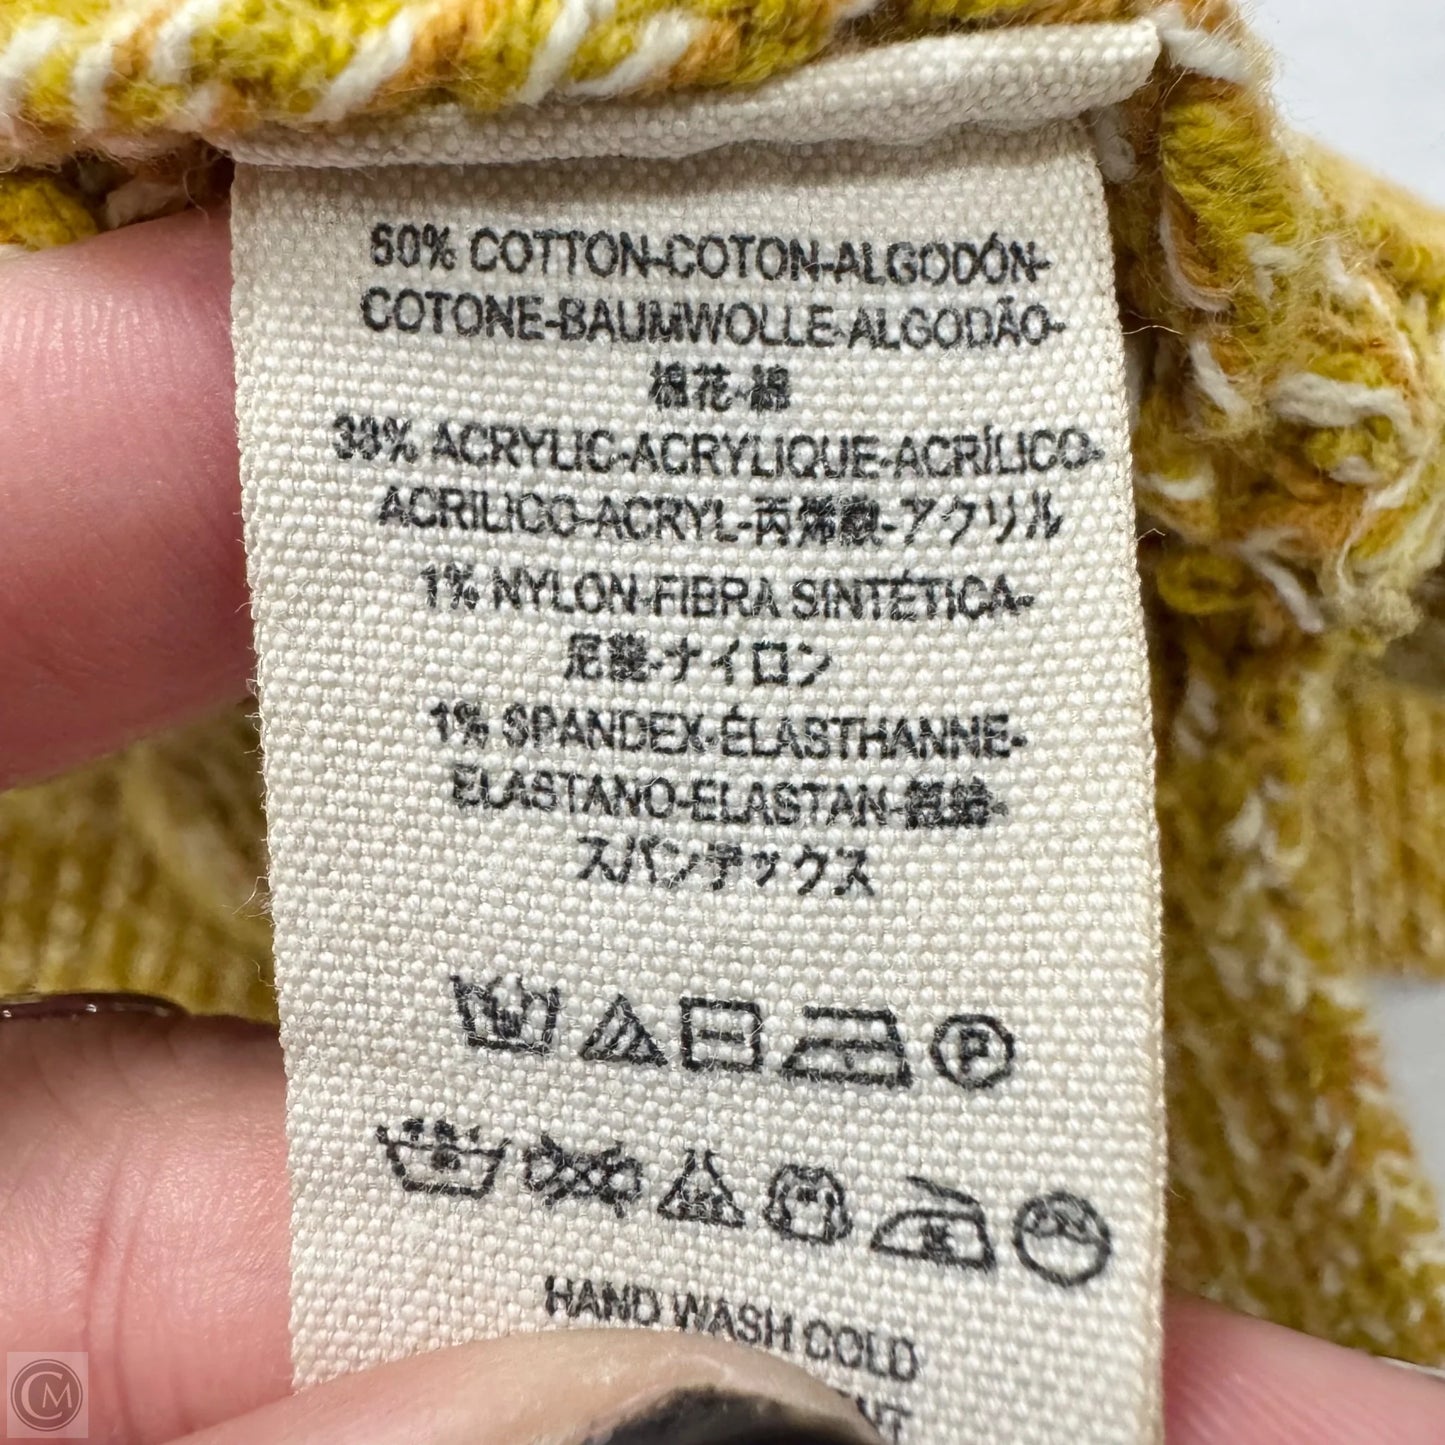 60% COTTON-COTON-ALGODÓN-
COTONE-BAUMWOLLE-ALGODÃO-
棉花-綿
38% ACRYLIC-ACRYLIQUE-ACRÍLICO-
ACRILICO-ACRYL-丙烯酸-アクリル
1% NYLON-FIBRA SINTÉTICA-
尼龍-ナイロン
1% SPANDEX-ÉLASTHANNE-
ELASTANO-ELASTAN-
スパンデックス
P
HAND WASH COLD
CM